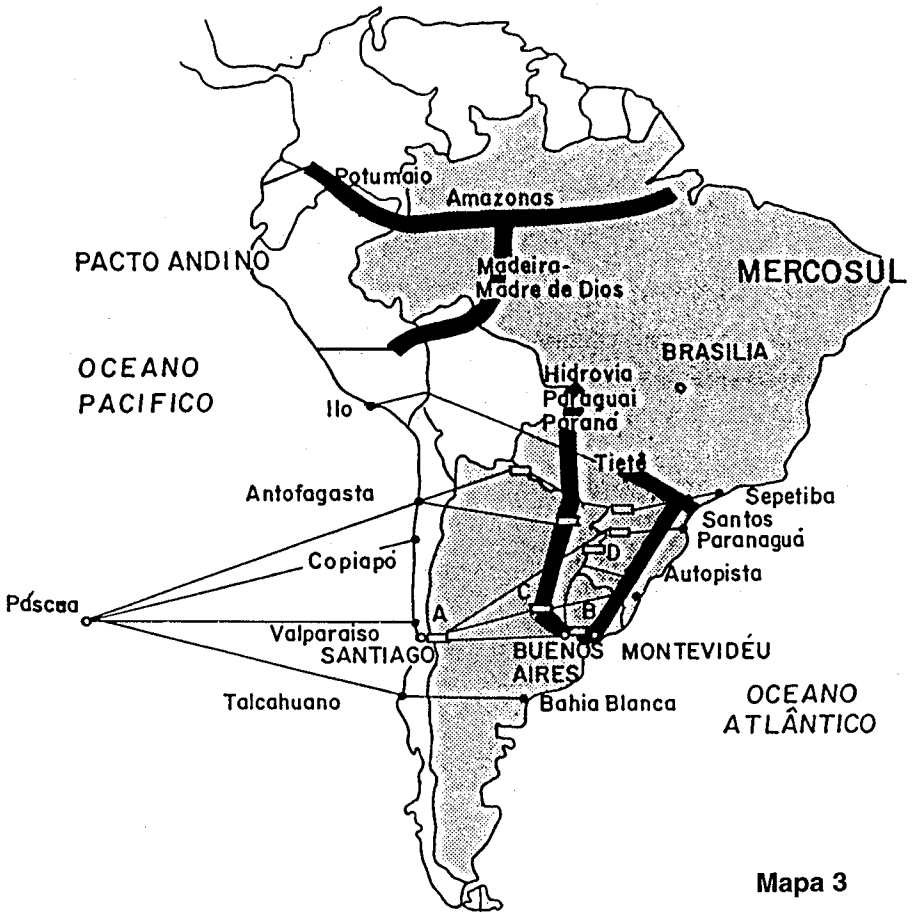 Potumaio
Amazonas
PACTO ANDINO
Madeira-
Madre de Dios
MERCOSUL
BRASILIA
OCEANO
PACIFICO
Hidrovia
Paraguai
Paraná
Ilo
Tietê
Antofagasta
Sepetiba
Santos
Paranaguá
Copiapó
D
Autopista
Páscua
C
B
A
Valparaiso
SANTIAGO
BUENOS
AIRES
MONTEVIDÉU
Talcahuano
Bahia Blanca
OCEANO
ATLÂNTICO
Mapa 3